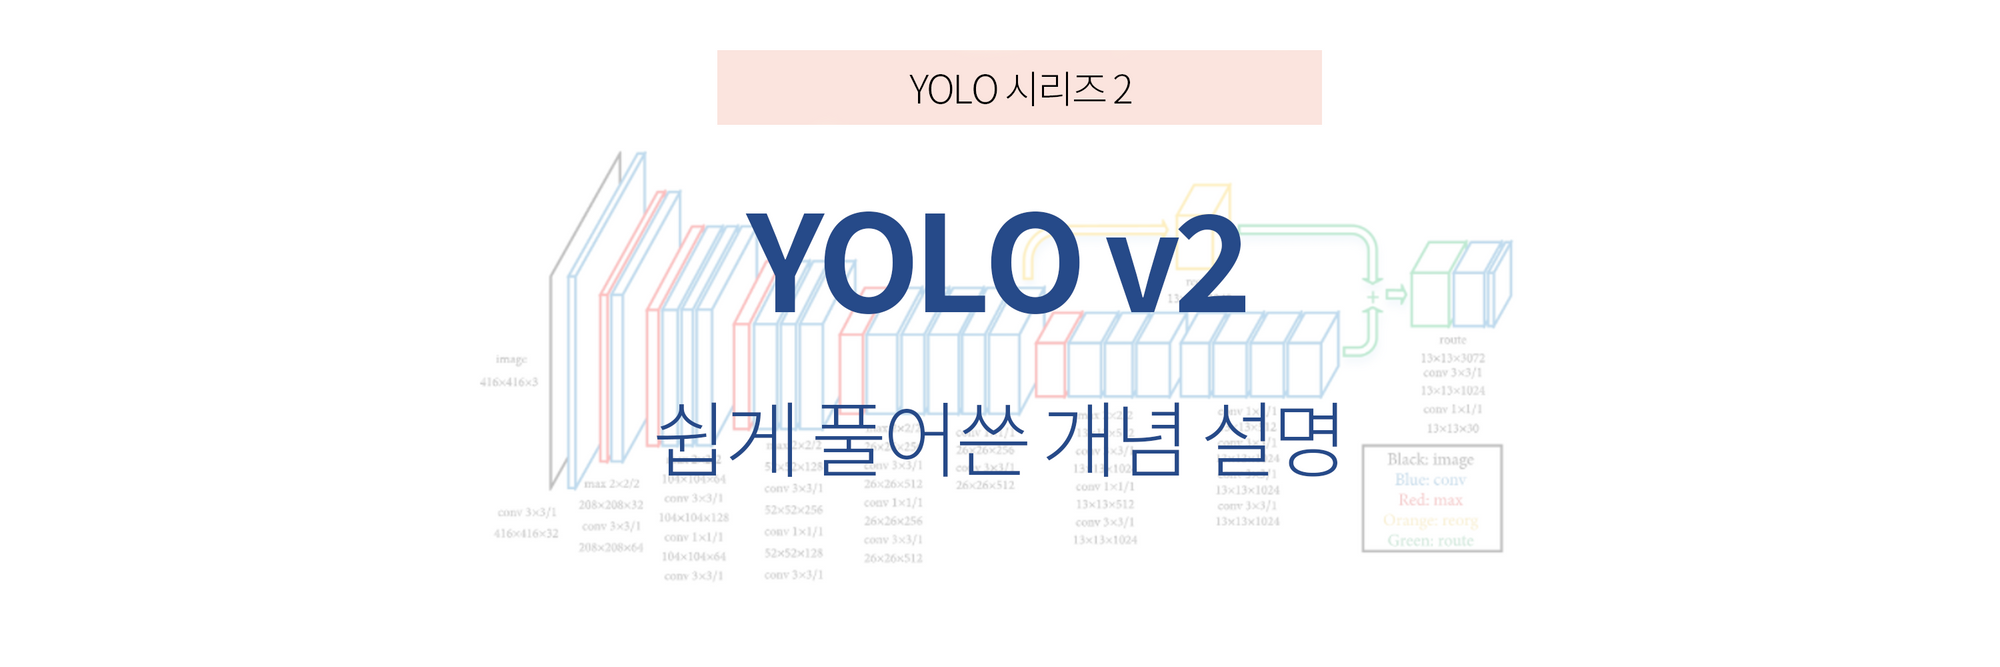 YOLO 시리즈 2
YOLO v2
쉽게 풀어쓴 개념 설명
image
416×416×3
conv 3×3/1
416×416×32
max 2×2/2
208×208×32
conv 3×3/1
208×208×64
104×104×64
conv 3×3/1
104×104×128
conv 1×1/1
104×104×64
conv 3×3/1
conv 3×3/1
52×52×256
conv 1×1/1
52×52×128
conv 3×3/1
conv 3×3/1
26×26×512
conv 1×1/1
26×26×256
conv 3×3/1
26×26×512
26×26×256
conv 3×3/1
26×26×512
conv 1×1/1
13×13×512
conv 3×3/1
13×13×1024
13×13×1024
conv 3×3/1
13×13×1024
+
route
13×13×3072
conv 3×3/1
13×13×1024
conv 1×1/1
13×13×30
Black: image
Blue: conv
Red: max
Orange: reorg
Green: route